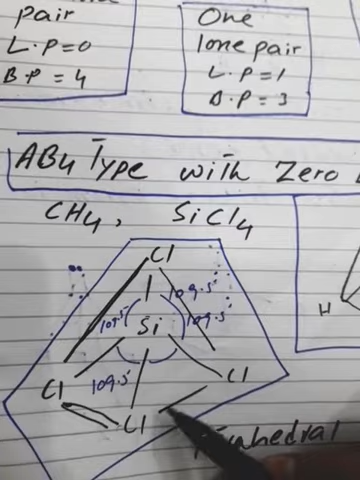 pair
L.P=0
B.P=4
One
lone pair
L.P=1
B.P=3
AB4 Type with Zero
CH4, SiCl4
Cl
109.5°
109.5° Si 109.5°
Cl 109.5° Cl
Cl
H